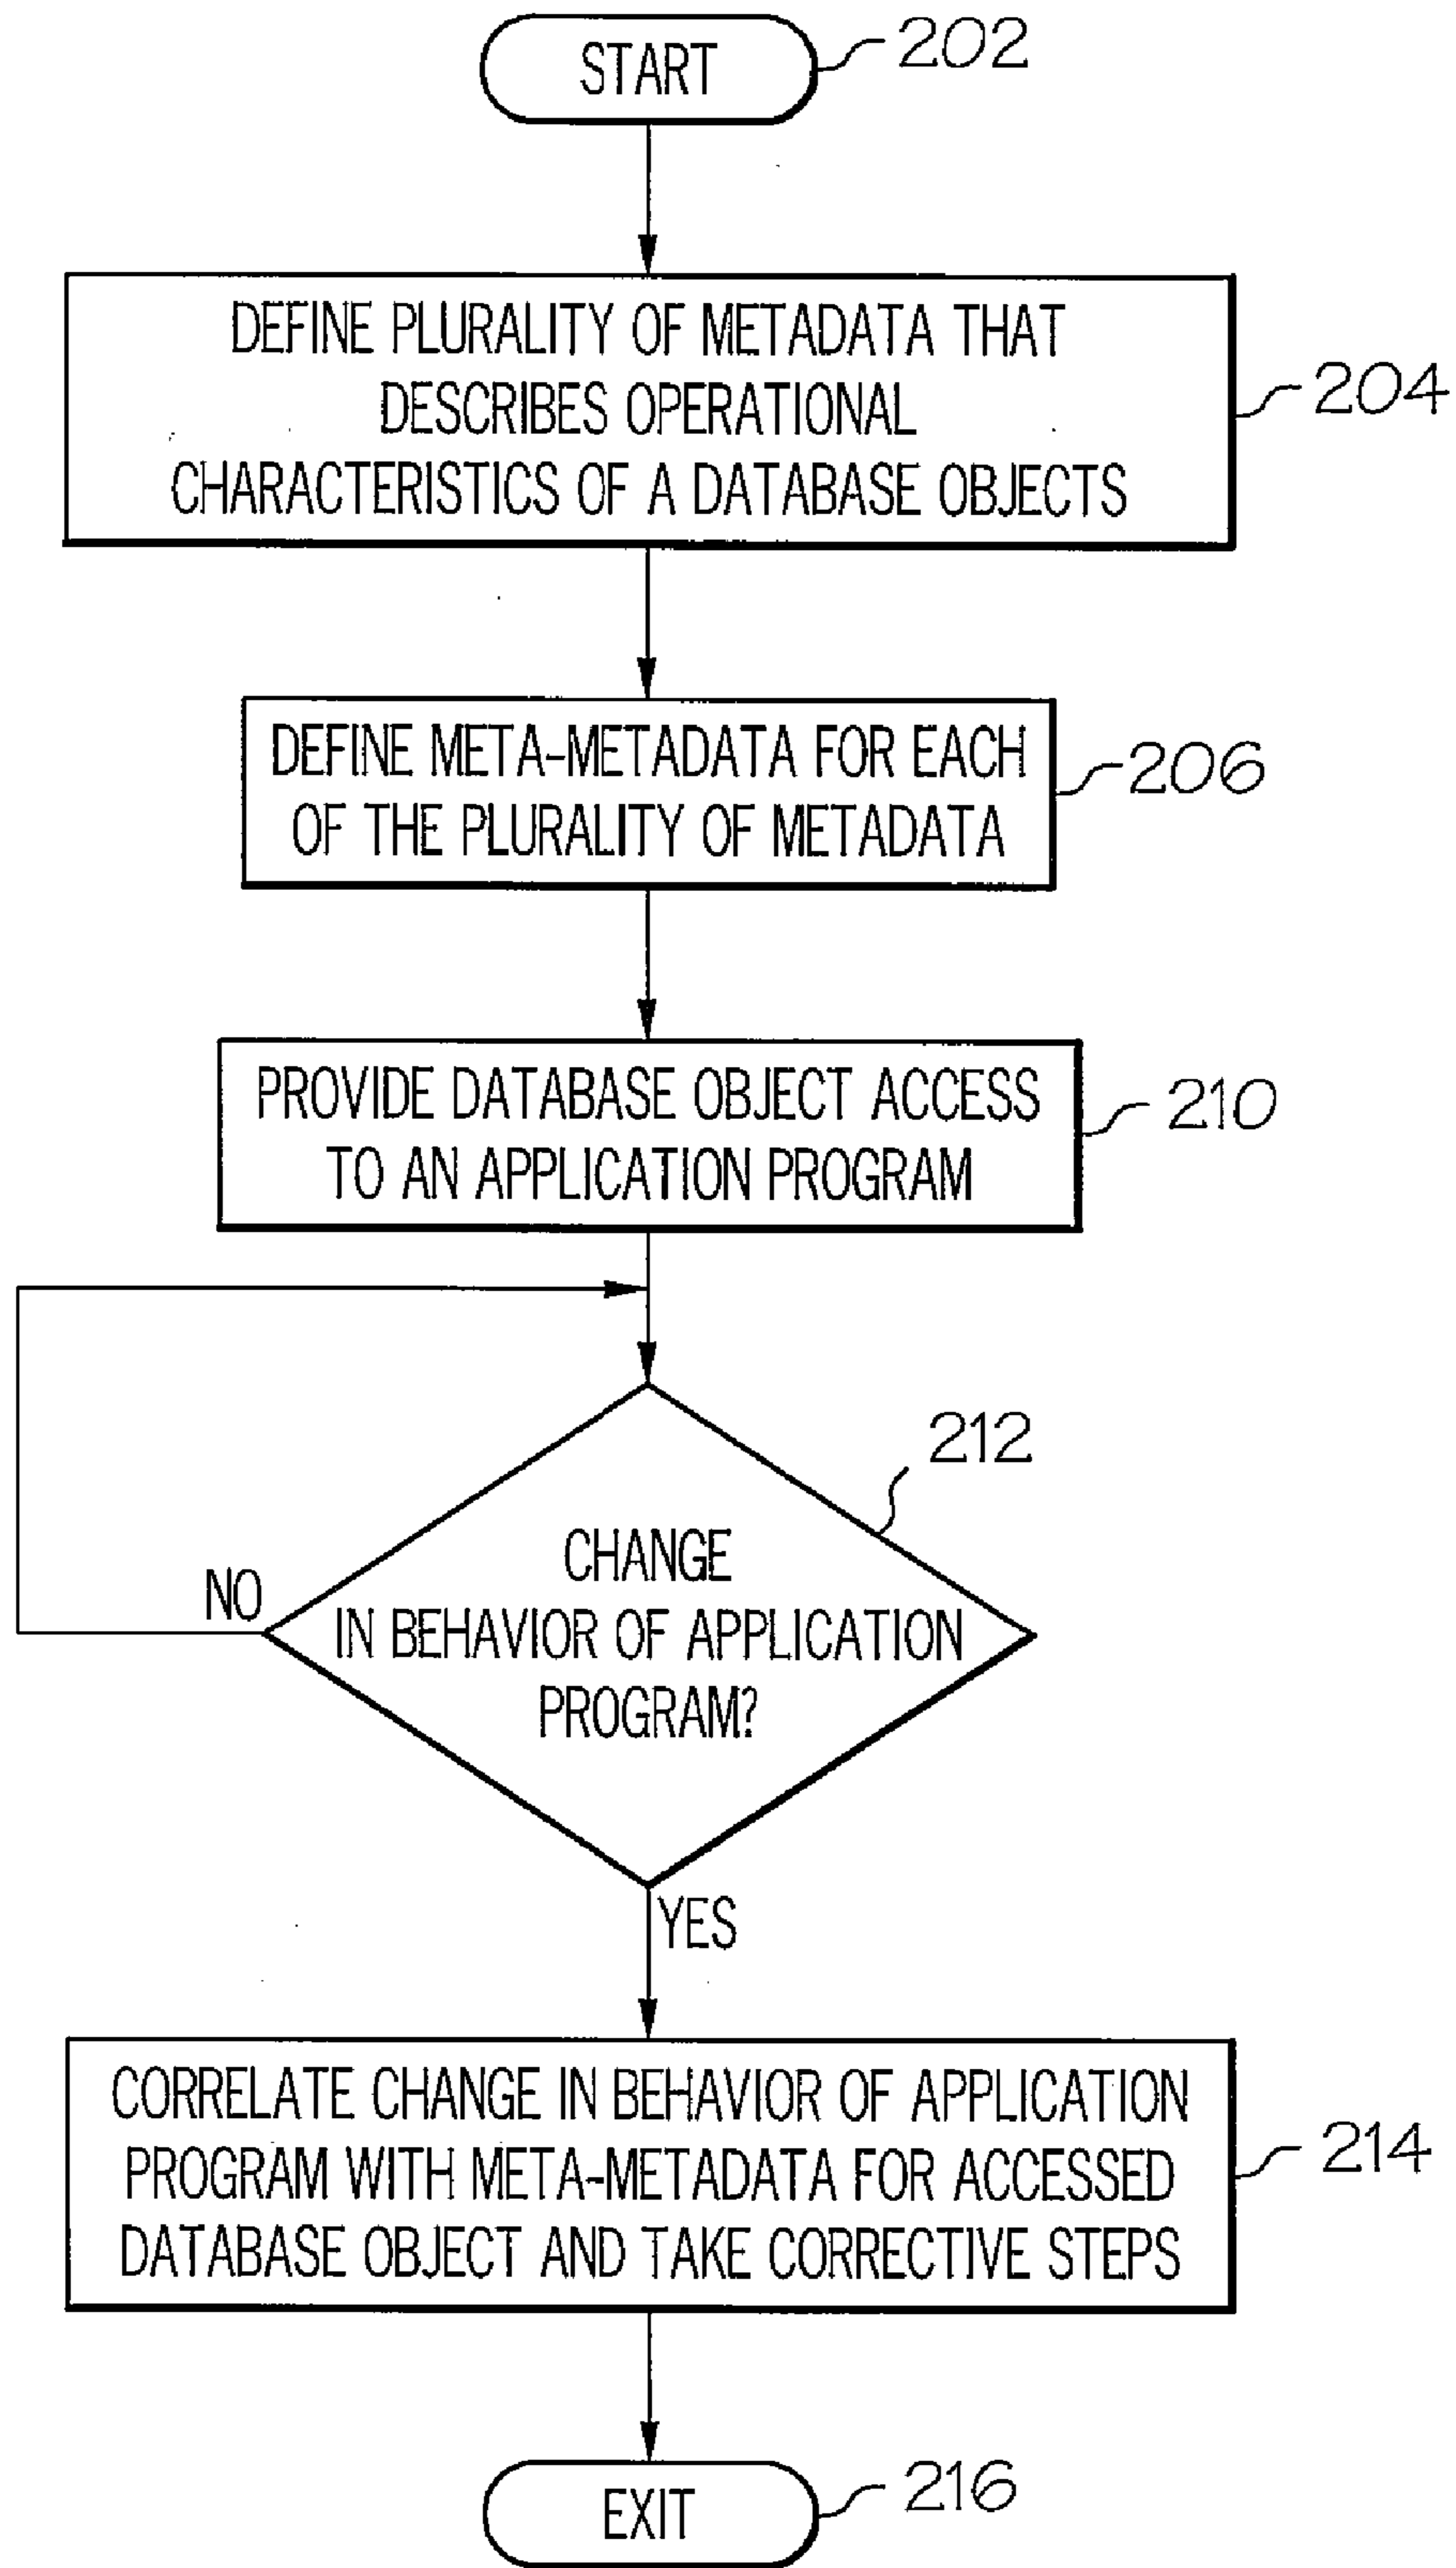 START
202
DEFINE PLURALITY OF METADATA THAT
DESCRIBES OPERATIONAL
CHARACTERISTICS OF A DATABASE OBJECTS
204
DEFINE META-METADATA FOR EACH
OF THE PLURALITY OF METADATA
206
PROVIDE DATABASE OBJECT ACCESS
TO AN APPLICATION PROGRAM
210
212
CHANGE
IN BEHAVIOR OF APPLICATION
PROGRAM?
NO
YES
CORRELATE CHANGE IN BEHAVIOR OF APPLICATION
PROGRAM WITH META-METADATA FOR ACCESSED
DATABASE OBJECT AND TAKE CORRECTIVE STEPS
214
EXIT
216